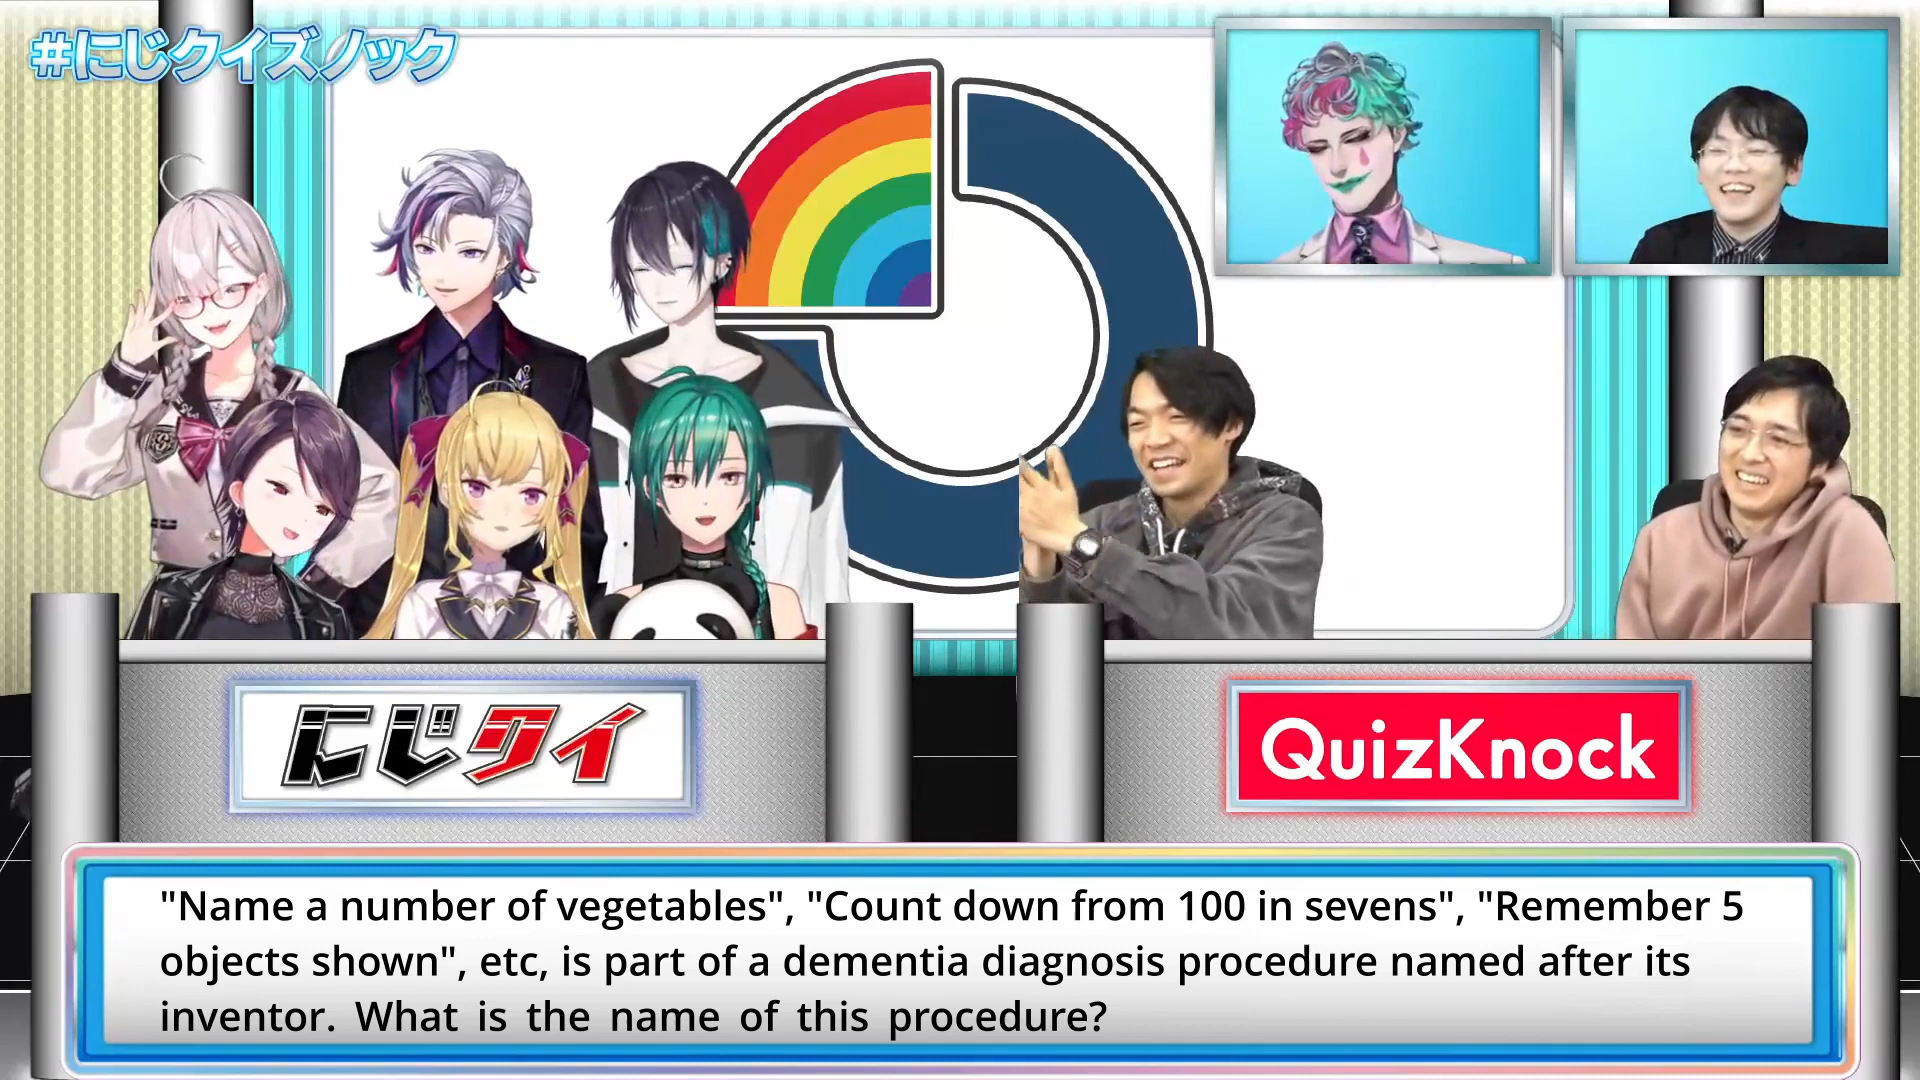 #にじクイズノック
にじクイ
QuizKnock
"Name a number of vegetables", "Count down from 100 in sevens", "Remember 5
objects shown", etc, is part of a dementia diagnosis procedure named after its
inventor. What is the name of this procedure?